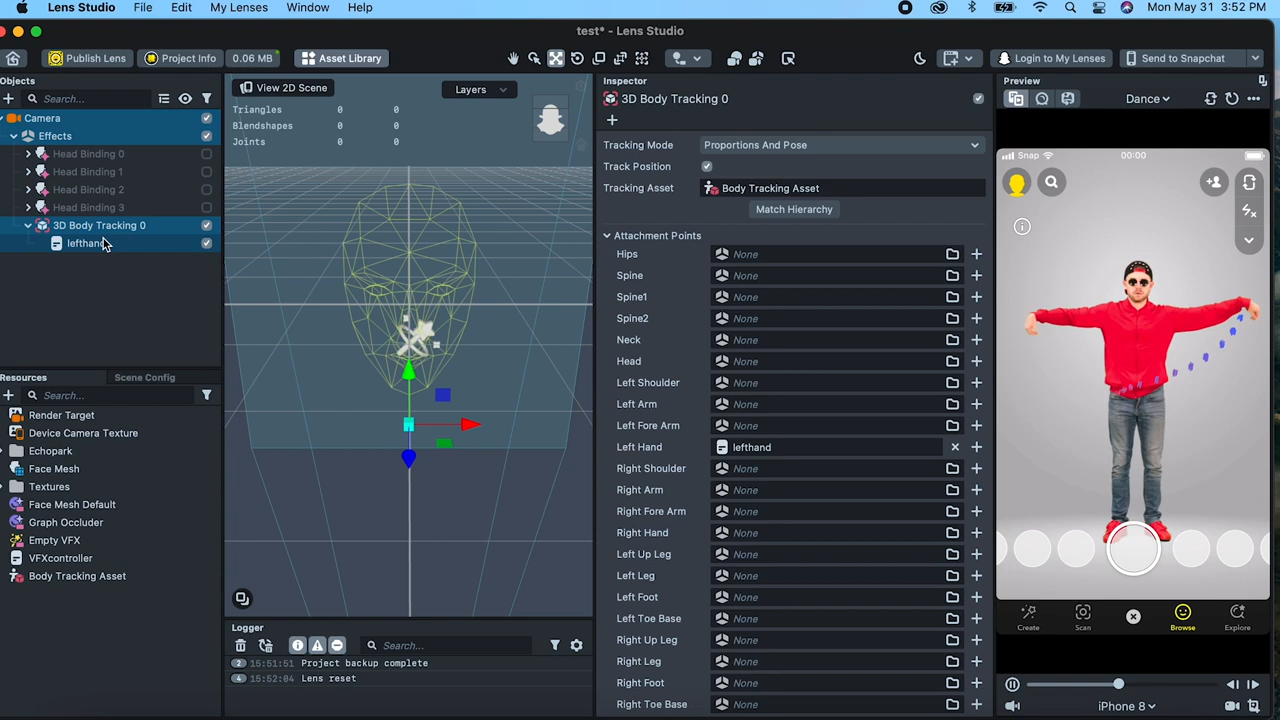 Lens Studio File Edit My Lenses Window Help Mon May 31 3:52 PM
test* - Lens Studio
Publish Lens Project Info 0.06 MB Asset Library Login to My Lenses Send to Snapchat
Objects
Search...
Camera
Effects
Head Binding 0
Head Binding 1
Head Binding 2
Head Binding 3
3D Body Tracking 0
lefthand
Resources Scene Config
Search...
Render Target
Device Camera Texture
Echopark
Face Mesh
Textures
Face Mesh Default
Graph Occluder
Empty VFX
VFXcontroller
Body Tracking Asset
View 2D Scene Layers
Triangles 0 0
Blendshapes 0 0
Joints 0 0
Logger
Search...
2 15:51:51 Project backup complete
4 15:52:04 Lens reset
Inspector
3D Body Tracking 0
Tracking Mode Proportions And Pose
Track Position
Tracking Asset Body Tracking Asset
Match Hierarchy
Attachment Points
Hips None
Spine None
Spine1 None
Spine2 None
Neck None
Head None
Left Shoulder None
Left Arm None
Left Fore Arm None
Left Hand lefthand
Right Shoulder None
Right Arm None
Right Fore Arm None
Right Hand None
Left Up Leg None
Left Leg None
Left Foot None
Left Toe Base None
Right Up Leg None
Right Leg None
Right Foot None
Right Toe Base None
Preview
Dance
Snap 00:00
Create Scan Browse Explore
iPhone 8